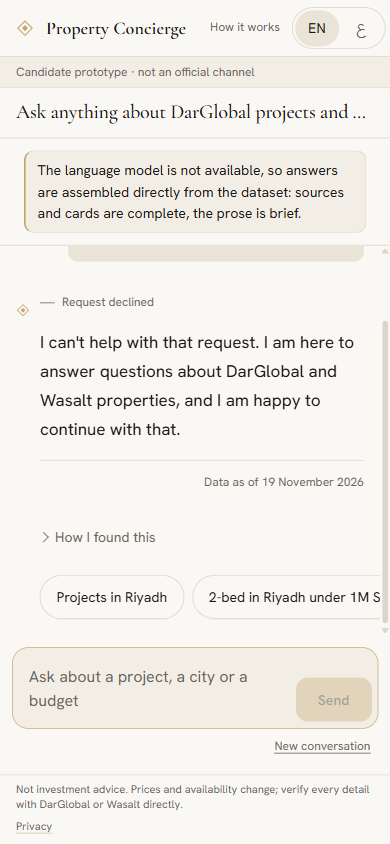 Property Concierge
How it works
EN
ع
Candidate prototype · not an official channel
Ask anything about DarGlobal projects and ...
The language model is not available, so answers
are assembled directly from the dataset: sources
and cards are complete, the prose is brief.
— Request declined
I can't help with that request. I am here to
answer questions about DarGlobal and
Wasalt properties, and I am happy to
continue with that.
Data as of 19 November 2026
How I found this
Projects in Riyadh
2-bed in Riyadh under 1M S
Ask about a project, a city or a
budget
Send
New conversation
Not investment advice. Prices and availability change; verify every detail
with DarGlobal or Wasalt directly.
Privacy